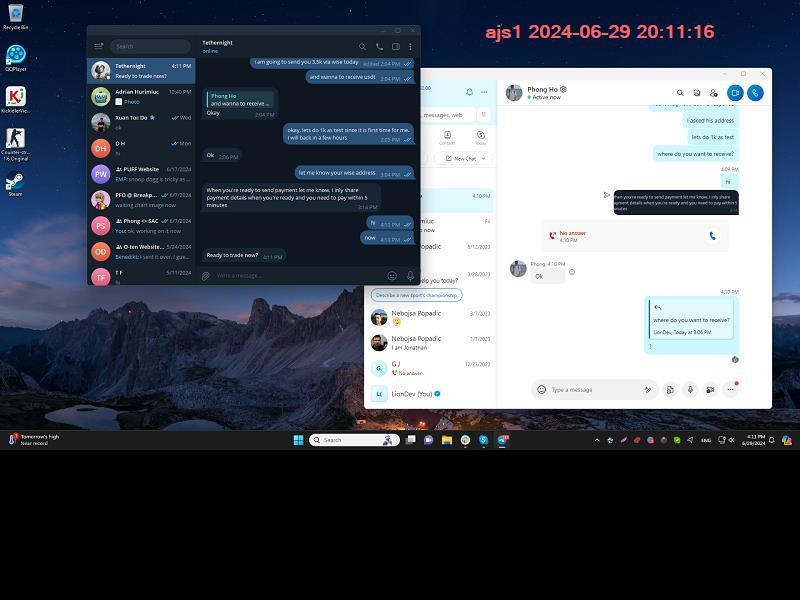 ajs1 2024-06-29 20:11:16
Recycle Bin
QQPlayer
Counter-str...
1.6 Original
Steam
Search
Tethernight
4:11 PM
Ready to trade now?
Adrian Hurimiuc
10:40 PM
Photo
Xuan Toc Do
Wed
ok
D H
Mon
hi
PUFF Website
6/17/2024
EMF: snoop dogg is tricky as ...
PFO @ Breakp...
6/7/2024
waiting chart image now
Phong <> SAC
6/7/2024
You: ok, working on it now
O-ten Website...
5/24/2024
Benedikt: I sent it over. I gue...
T F
5/11/2024
hi
Tethernight
online
I am going to send you 3.5k via wise today
edited 2:04 PM
and wanna to receive usdt
2:04 PM
Phong Ho
and wanna to receive ...
Okay
2:04 PM
okay. lets do 1k as test since it is first time for me.
I will back in a few hours
2:05 PM
Ok
2:06 PM
let me know your wise address
3:04 PM
When you're ready to send payment let me know, I inly share
payment details when you're ready and you need to pay within 5
minutes
3:16 PM
hi
4:10 PM
now
4:10 PM
Ready to trade now?
4:11 PM
Write a message...
, messages, web
Contacts
Today
New Chat
4:10 PM
5/12/2023
3/28/2023
elp you today?
Describe a new sport's championship
Nebojsa Popadic
3/7/2023
Nebojsa Popadic
1/7/2023
I am Jonathan
G J
12/23/2022
No answer
LionDev (You)
Phong Ho
Active now
I asked his address
lets do 1k as test
where do you want to receive?
4:09 PM
hi
When you're ready to send payment let me know, I inly share
payment details when you're ready and you need to pay within 5
minutes
No answer
4:10 PM
Phong, 4:10 PM
Ok
4:10 PM
where do you want to receive?
LionDev, Today at 3:06 PM
?
Type a message
Tomorrow's high
Near record
Search
ENG
4:11 PM
6/29/2024